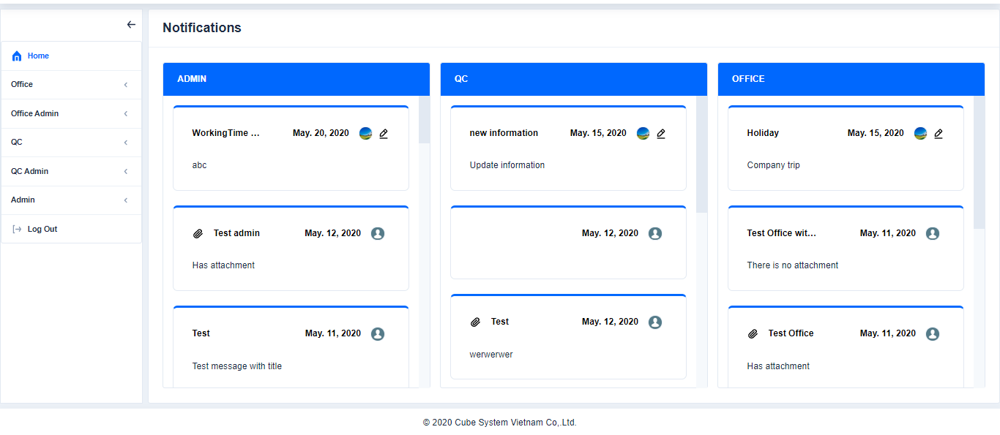 Notifications
Home
Office
Office Admin
QC
QC Admin
Admin
Log Out
ADMIN
WorkingTime ... May. 20, 2020
abc
Test admin May. 12, 2020
Has attachment
Test May. 11, 2020
Test message with title
QC
new information May. 15, 2020
Update information
May. 12, 2020
Test May. 12, 2020
werwerwer
OFFICE
Holiday May. 15, 2020
Company trip
Test Office wit... May. 11, 2020
There is no attachment
Test Office May. 11, 2020
Has attachment
© 2020 Cube System Vietnam Co,.Ltd.